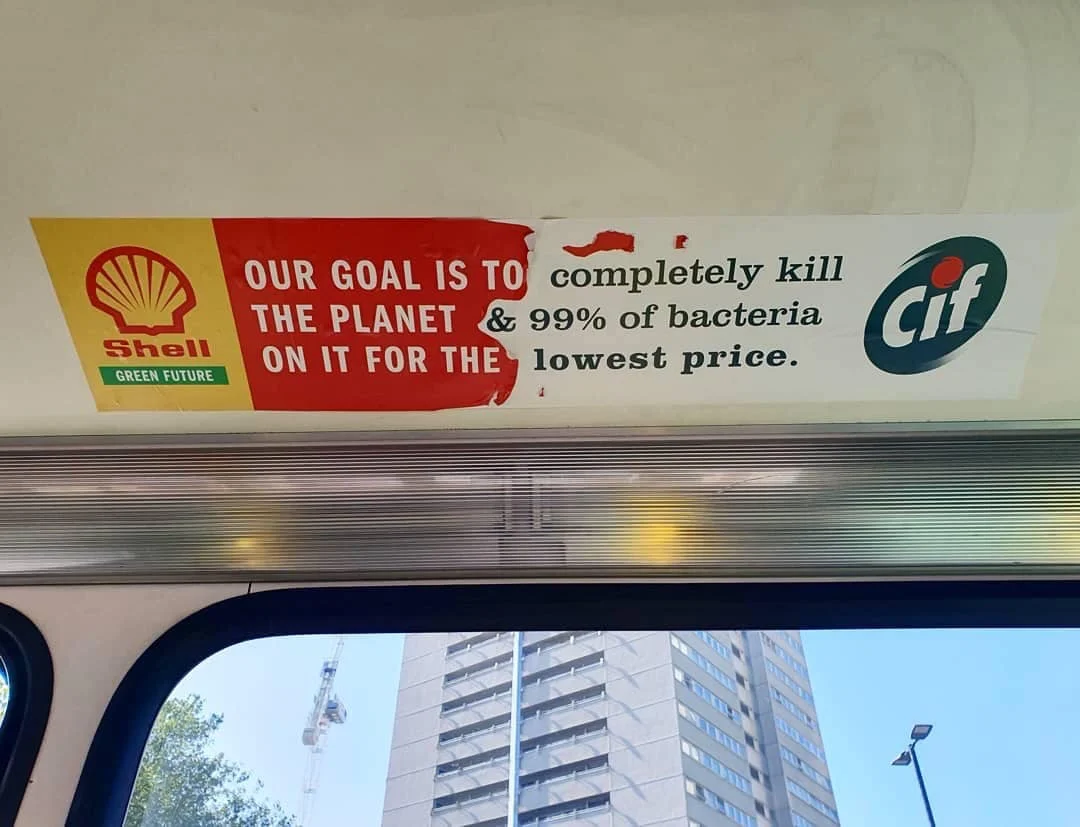 Shell
GREEN FUTURE
OUR GOAL IS TO completely kill
THE PLANET & 99% of bacteria
ON IT FOR THE lowest price.
Cif